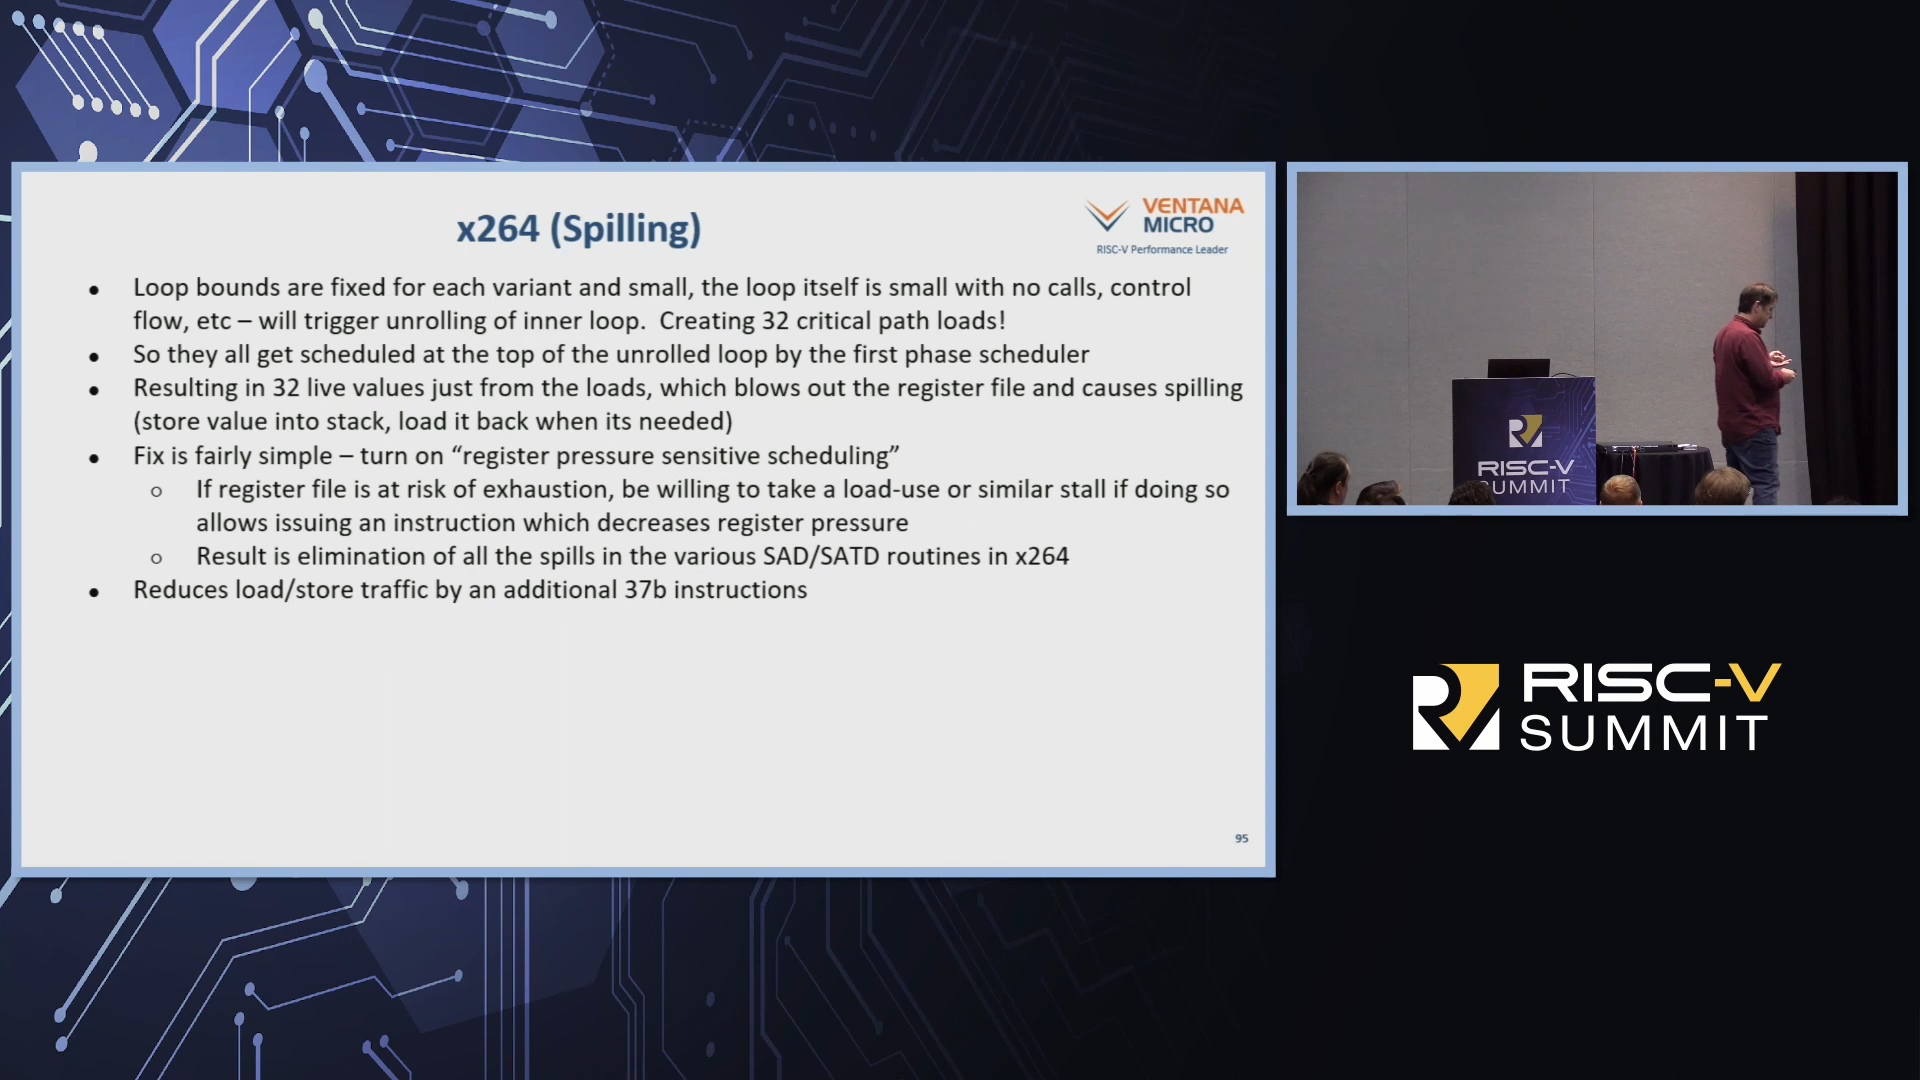 x264 (Spilling)
VENTANA
MICRO
RISC-V Performance Leader
● Loop bounds are fixed for each variant and small, the loop itself is small with no calls, control
flow, etc – will trigger unrolling of inner loop.  Creating 32 critical path loads!
● So they all get scheduled at the top of the unrolled loop by the first phase scheduler
● Resulting in 32 live values just from the loads, which blows out the register file and causes spilling
(store value into stack, load it back when its needed)
● Fix is fairly simple – turn on “register pressure sensitive scheduling”
○ If register file is at risk of exhaustion, be willing to take a load-use or similar stall if doing so
allows issuing an instruction which decreases register pressure
○ Result is elimination of all the spills in the various SAD/SATD routines in x264
● Reduces load/store traffic by an additional 37b instructions
95
RISC-V
SUMMIT
RISC-V
SUMMIT